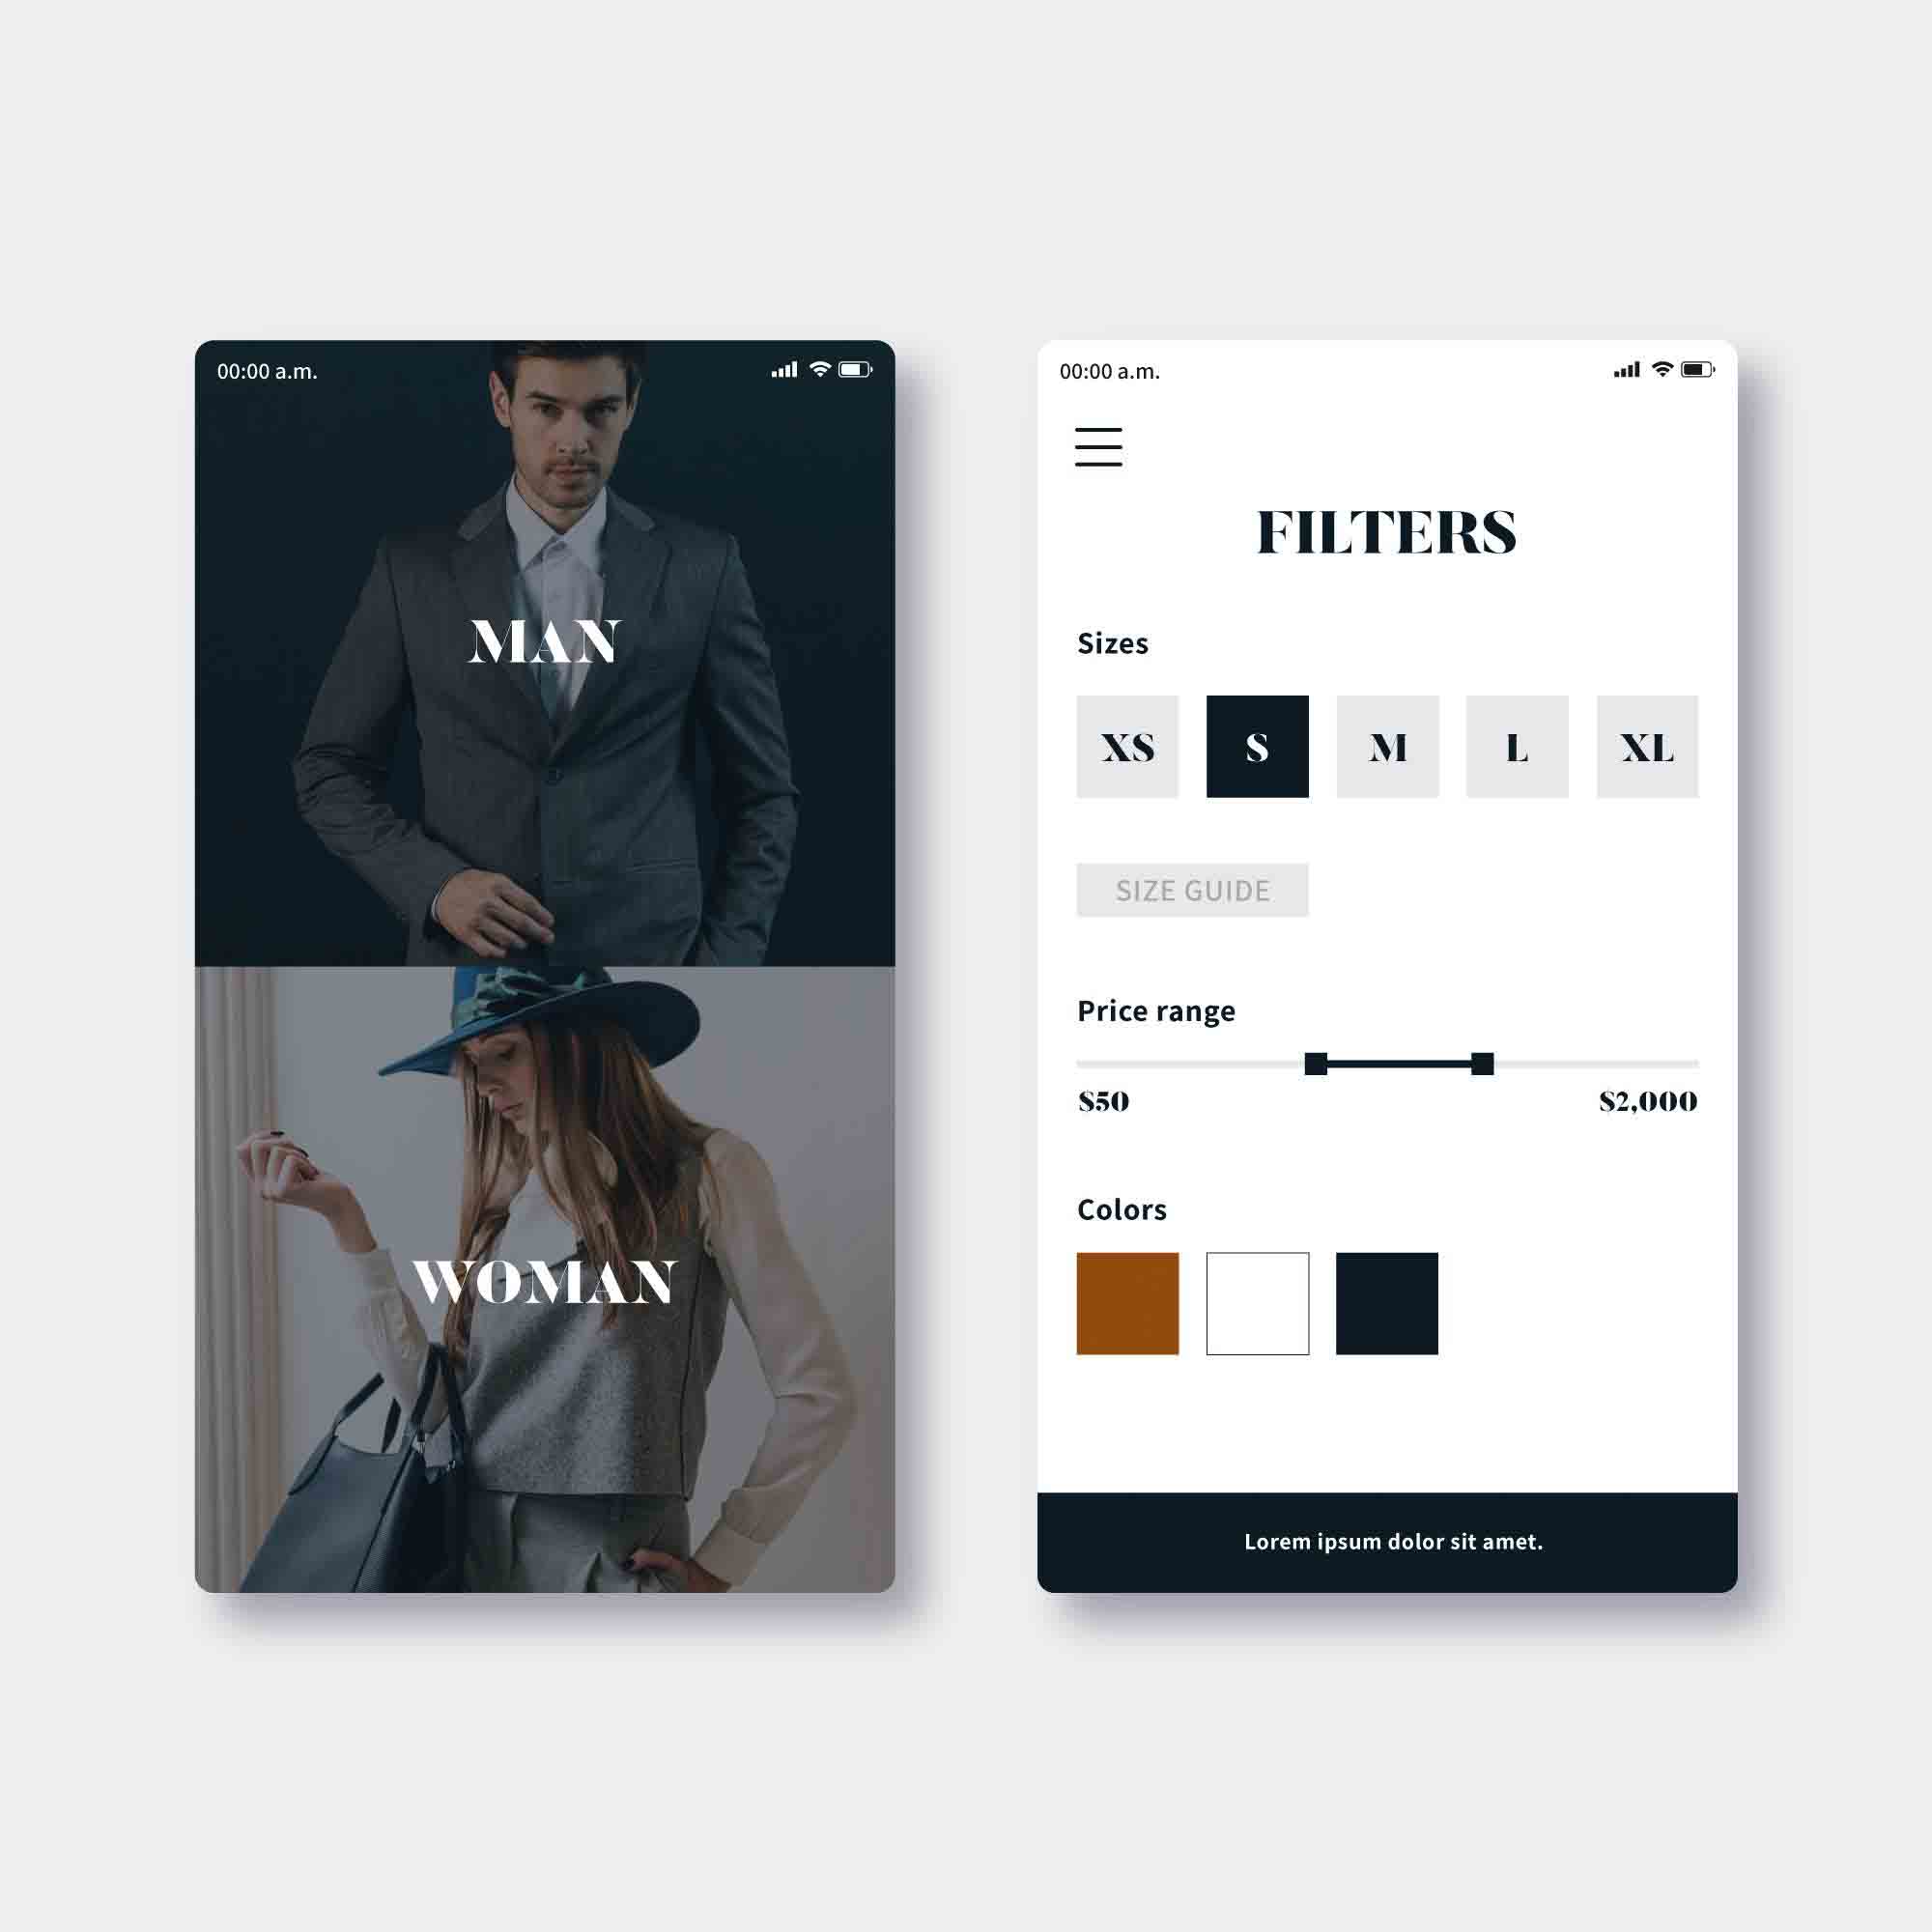 00:00 a.m.
MAN
WOMAN
00:00 a.m.
FILTERS
Sizes
XS S M L XL
SIZE GUIDE
Price range
$50 $2,000
Colors
Lorem ipsum dolor sit amet.